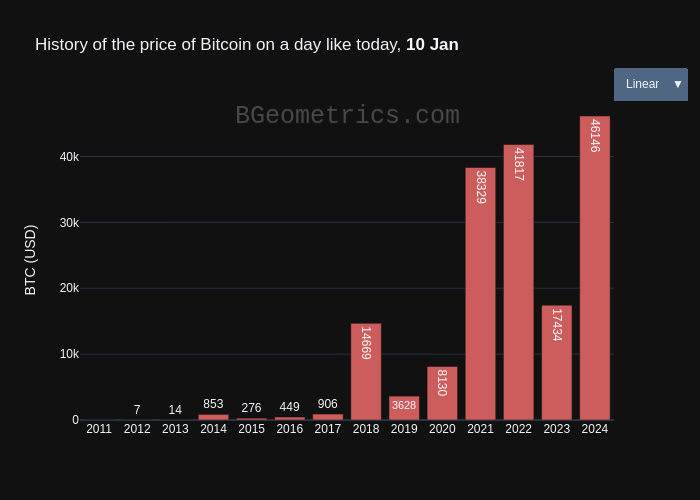 History of the price of Bitcoin on a day like today, 10 Jan
Linear ▼
BGeometrics.com
BTC (USD)
40k
30k
20k
10k
0
7
14
853
276
449
906
14669
3628
8130
38329
41817
17434
46146
2011 2012 2013 2014 2015 2016 2017 2018 2019 2020 2021 2022 2023 2024